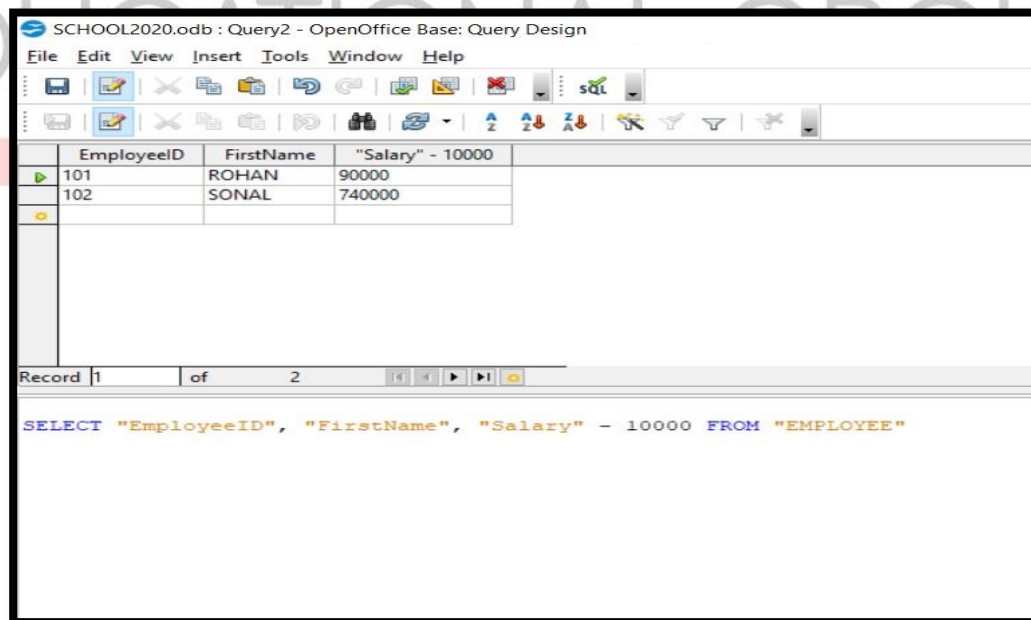 SCHOOL2020.odb : Query2 - OpenOffice Base: Query Design
File Edit View Insert Tools Window Help
SQL
EmployeeID FirstName "Salary" - 10000
101 ROHAN 90000
102 SONAL 740000
Record 1 of 2
SELECT "EmployeeID", "FirstName", "Salary" - 10000 FROM "EMPLOYEE"